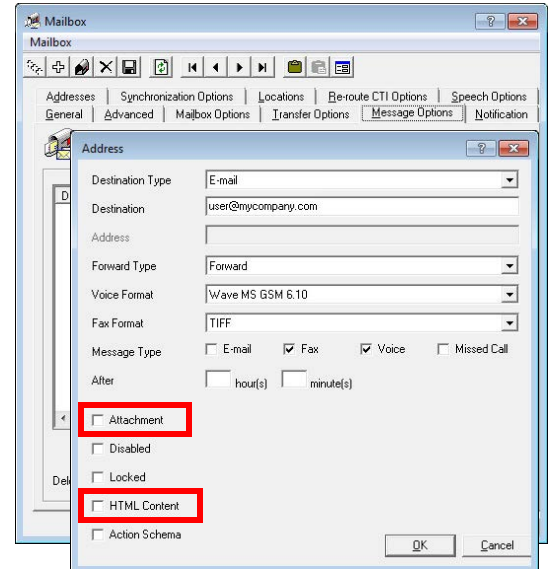 Mailbox
Mailbox
Addresses Synchronization Options Locations Re-route CTI Options Speech Options
General Advanced Mailbox Options Transfer Options Message Options Notification
Address
Destination Type E-mail
Destination user@mycompany.com
Address
Forward Type Forward
Voice Format Wave MS GSM 6.10
Fax Format TIFF
Message Type E-mail Fax Voice Missed Call
After hour(s) minute(s)
Attachment
Disabled
Locked
HTML Content
Action Schema
OK Cancel